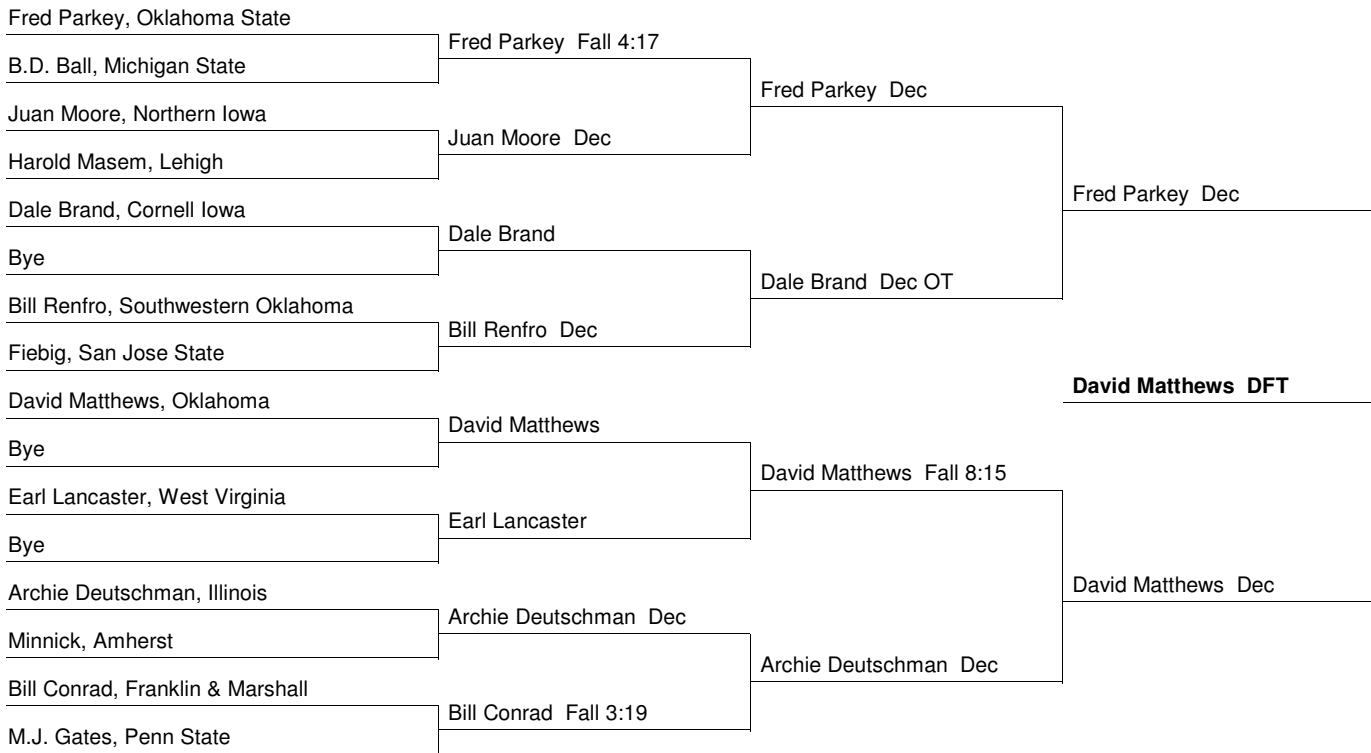 Fred Parkey, Oklahoma State
B.D. Ball, Michigan State
Juan Moore, Northern Iowa
Harold Masem, Lehigh
Dale Brand, Cornell Iowa
Bye
Bill Renfro, Southwestern Oklahoma
Fiebig, San Jose State
David Matthews, Oklahoma
Bye
Earl Lancaster, West Virginia
Bye
Archie Deutschman, Illinois
Minnick, Amherst
Bill Conrad, Franklin & Marshall
M.J. Gates, Penn State
Fred Parkey Fall 4:17
Juan Moore Dec
Dale Brand
Bill Renfro Dec
David Matthews
Earl Lancaster
Archie Deutschman Dec
Bill Conrad Fall 3:19
Fred Parkey Dec
Dale Brand Dec OT
David Matthews Fall 8:15
Archie Deutschman Dec
Fred Parkey Dec
David Matthews DFT
David Matthews Dec